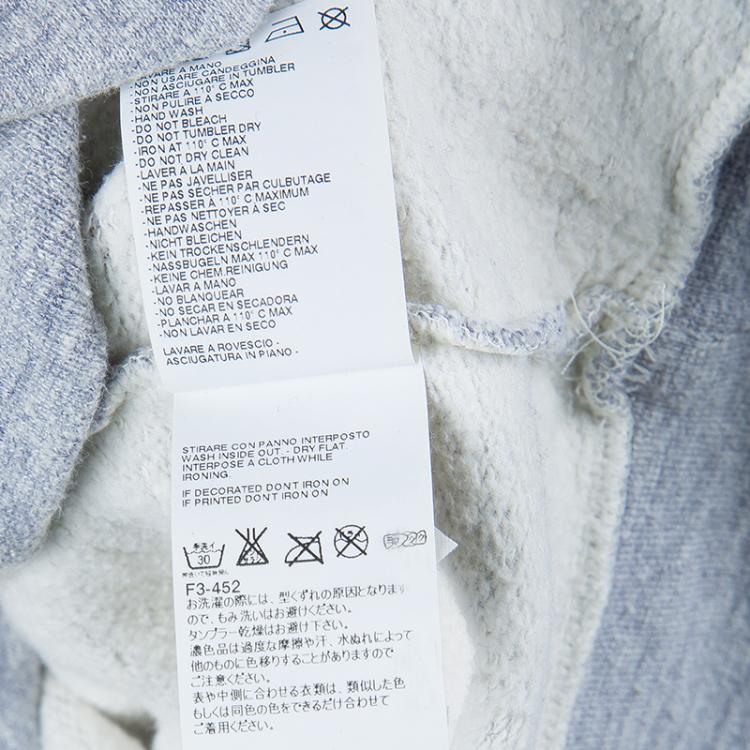 LAVARE A MANO
-NON USARE CANDEGGINA
-NON ASCIUGARE IN TUMBLER
-STIRARE A 110° C MAX
-NON PULIRE A SECCO
-HAND WASH
-DO NOT BLEACH
-DO NOT TUMBLER DRY
-IRON AT 110° C MAX
-DO NOT DRY CLEAN
-LAVER À LA MAIN
-NE PAS JAVELLISER
-NE PAS SÉCHER PAR CULBUTAGE
-REPASSER À 110° C MAXIMUM
-NE PAS NETTOYER À SEC
-HANDWASCHEN
-NICHT BLEICHEN
-KEIN TROCKENSCHLENDERN
-NASSBUGELN MAX 110° C MAX
-KEINE CHEM.REINIGUNG
-LAVAR A MANO
-NO BLANQUEAR
-NO SECAR EN SECADORA
-PLANCHAR A 110° C MAX
-NON LAVAR EN SECO
LAVARE A ROVESCIO -
ASCIUGATURA IN PIANO -
STIRARE CON PANNO INTERPOSTO
WASH INSIDE OUT. - DRY FLAT.
INTERPOSE A CLOTH WHILE
IRONING.
IF DECORATED DONT IRON ON
IF PRINTED DONT IRON ON
手洗イ
30
F3-452
お洗濯の際には、型くずれの原因となります
ので、もみ洗いはお避けください。
タンブラー乾燥はお避け下さい。
濃色品は過度な摩擦や汗、水ぬれによって
他のものに色移りすることがありますので
ご注意ください。
表や中側に合わせる衣類は、類似した色
もしくは同色の色をできるだけ合わせて
ご着用ください。